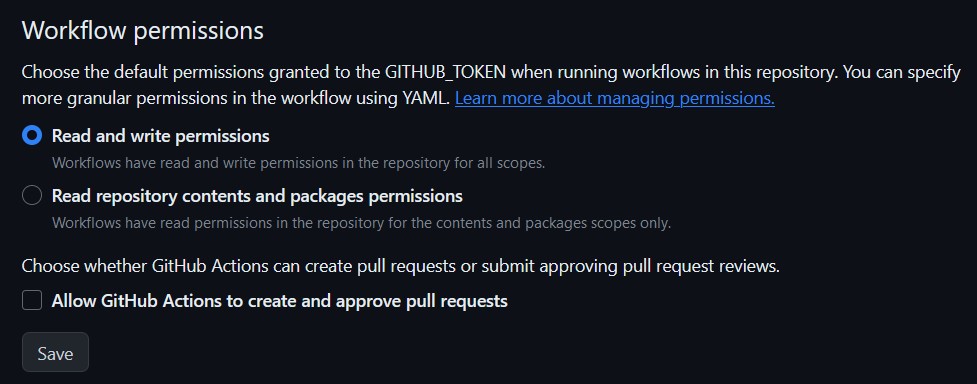 Workflow permissions
Choose the default permissions granted to the GITHUB_TOKEN when running workflows in this repository. You can specify
more granular permissions in the workflow using YAML. Learn more about managing permissions.
Read and write permissions
Workflows have read and write permissions in the repository for all scopes.
Read repository contents and packages permissions
Workflows have read permissions in the repository for the contents and packages scopes only.
Choose whether GitHub Actions can create pull requests or submit approving pull request reviews.
Allow GitHub Actions to create and approve pull requests
Save